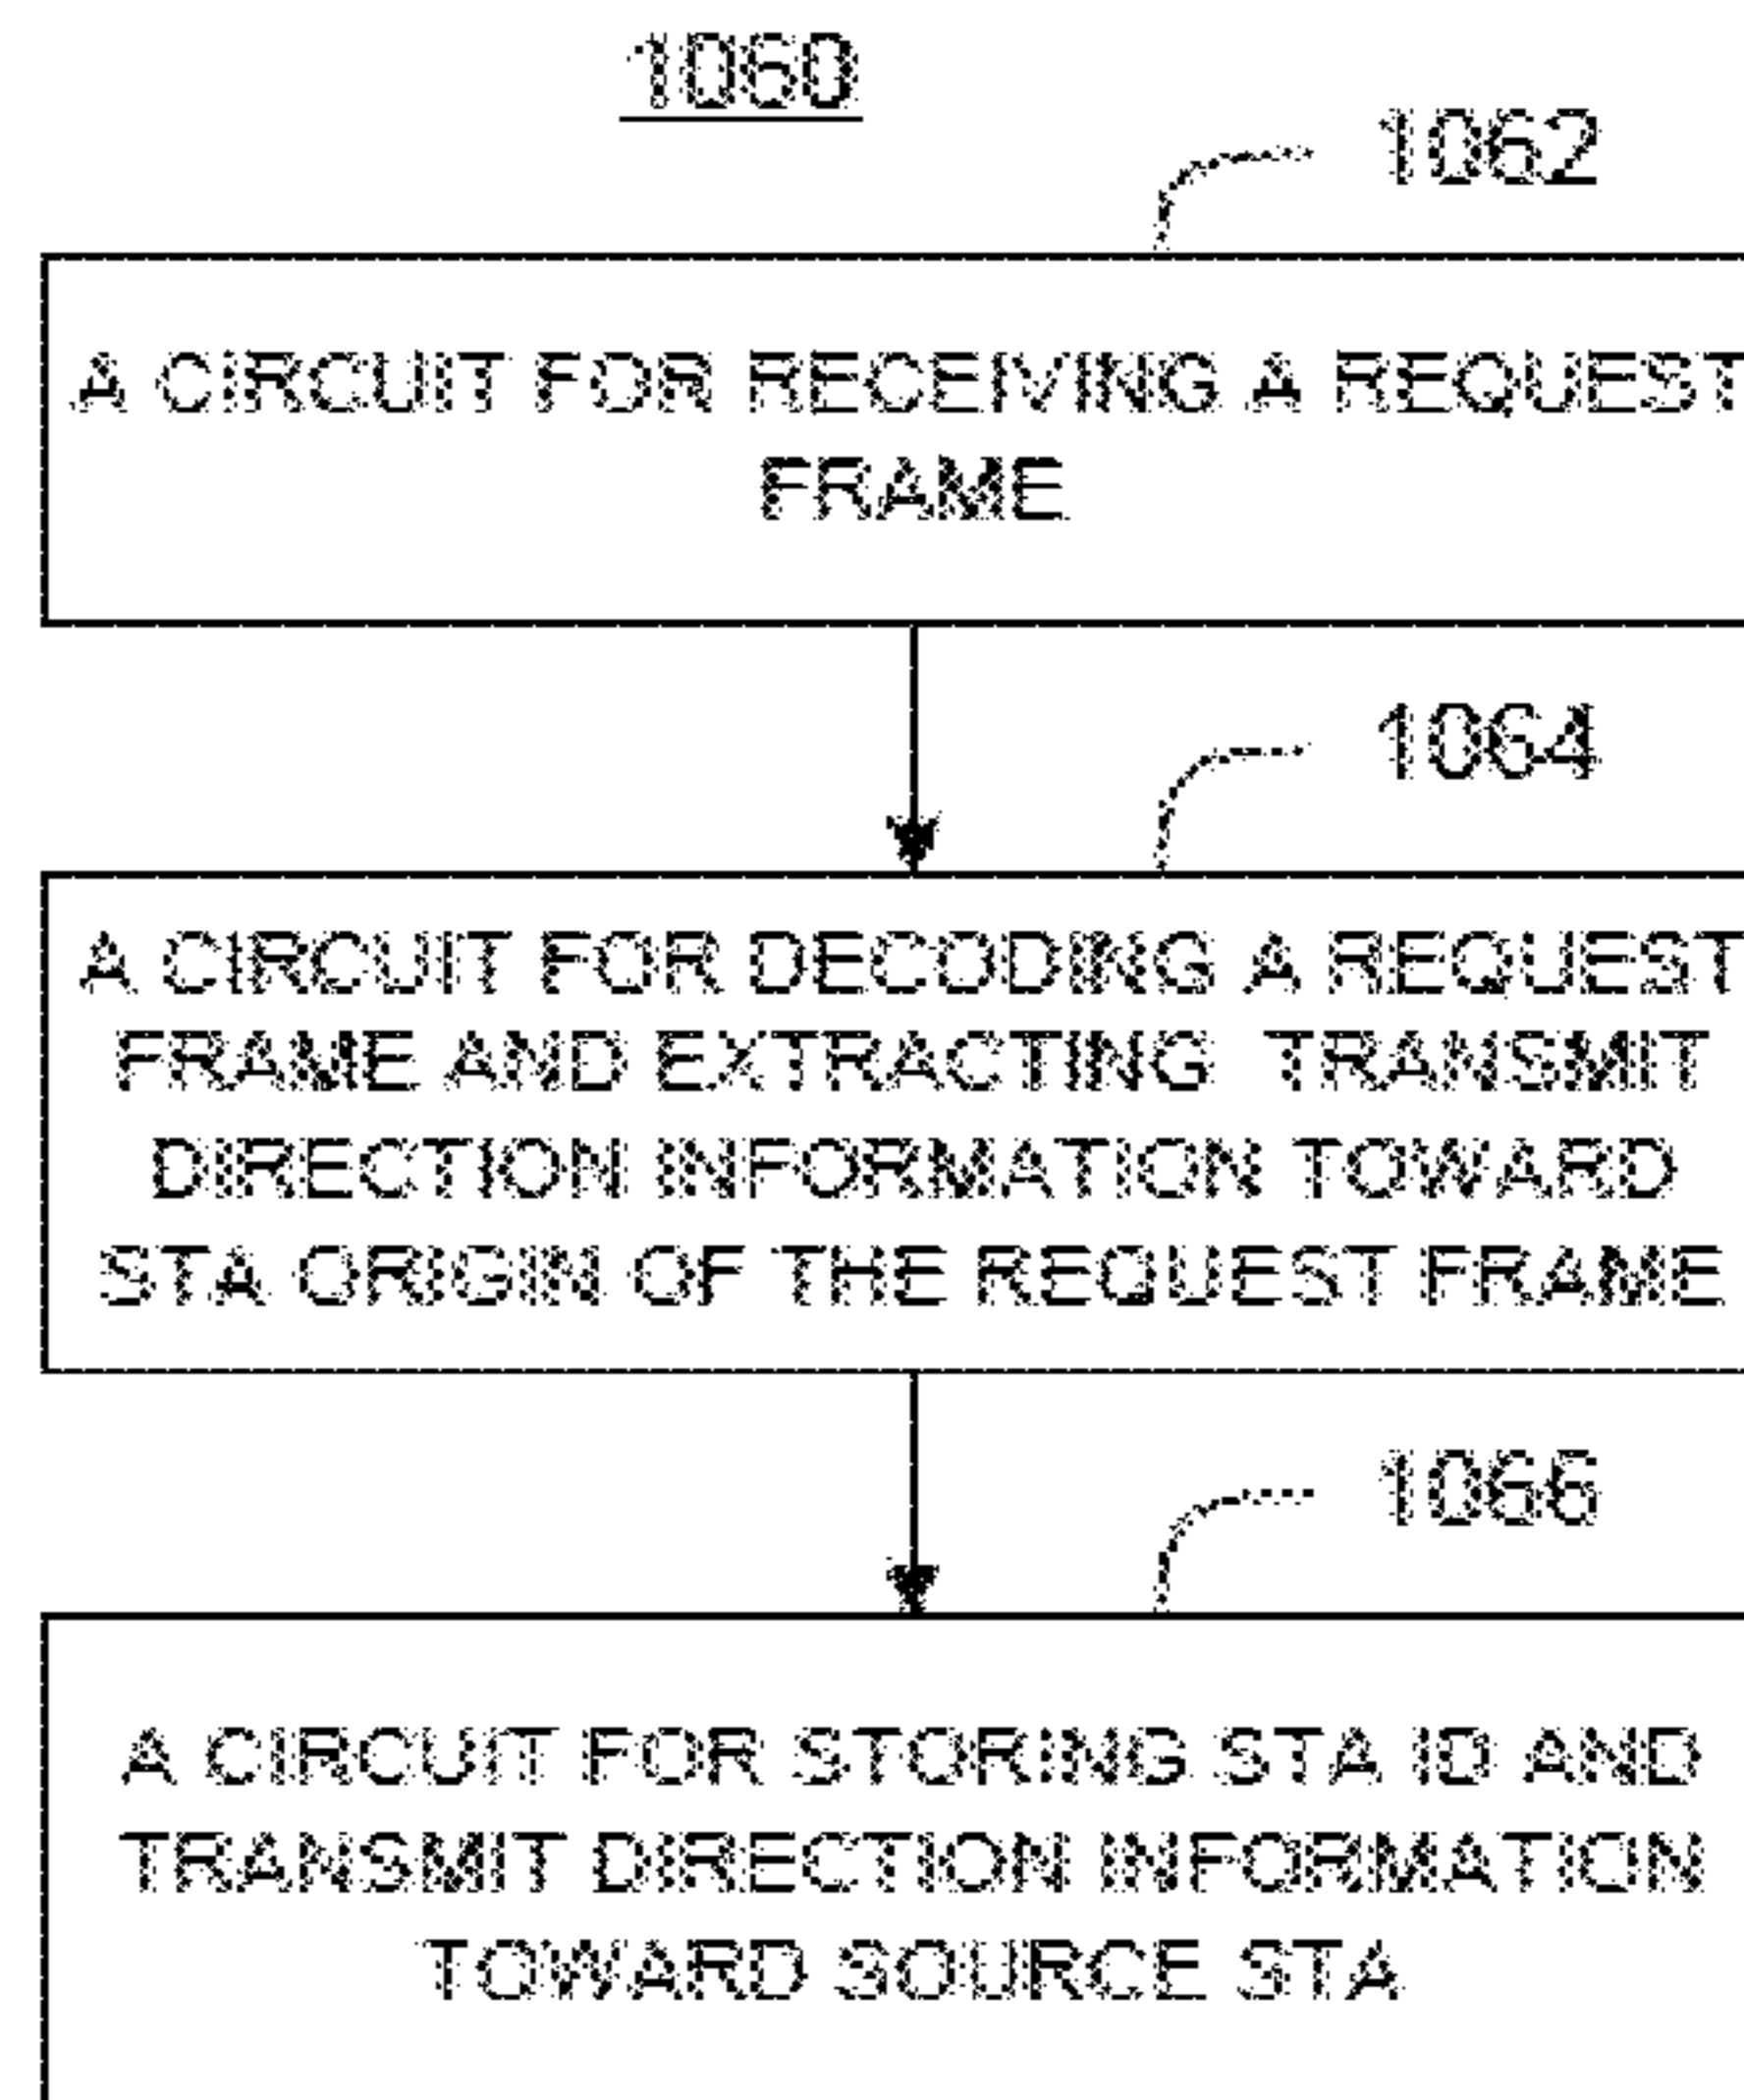 1060
1062
A CIRCUIT FOR RECEIVING A REQUEST
FRAME
1064
A CIRCUIT FOR DECODING A REQUEST
FRAME AND EXTRACTING TRANSMIT
DIRECTION INFORMATION TOWARD
STA ORIGIN OF THE REQUEST FRAME
1066
A CIRCUIT FOR STORING STA ID AND
TRANSMIT DIRECTION INFORMATION
TOWARD SOURCE STA